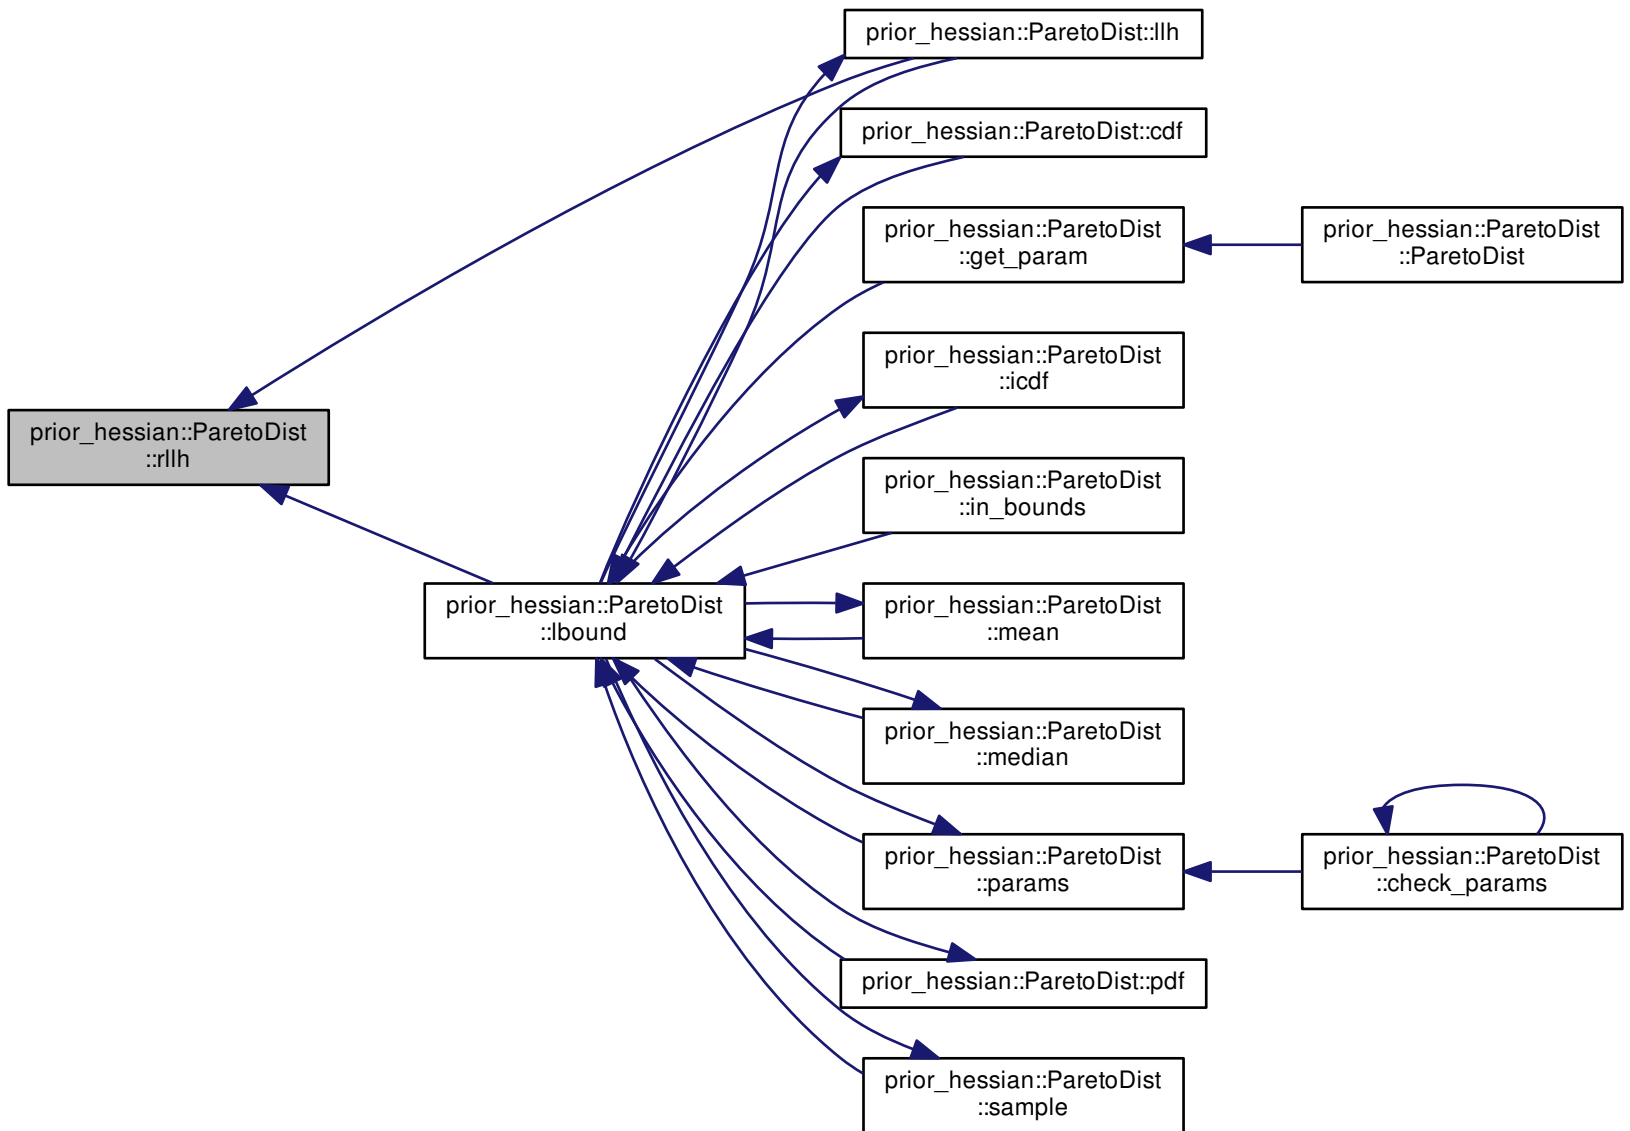 prior_hessian::ParetoDist::llh
prior_hessian::ParetoDist::cdf
prior_hessian::ParetoDist
::get_param
prior_hessian::ParetoDist
::ParetoDist
prior_hessian::ParetoDist
::icdf
prior_hessian::ParetoDist
::rllh
prior_hessian::ParetoDist
::in_bounds
prior_hessian::ParetoDist
::lbound
prior_hessian::ParetoDist
::mean
prior_hessian::ParetoDist
::median
prior_hessian::ParetoDist
::params
prior_hessian::ParetoDist
::check_params
prior_hessian::ParetoDist::pdf
prior_hessian::ParetoDist
::sample